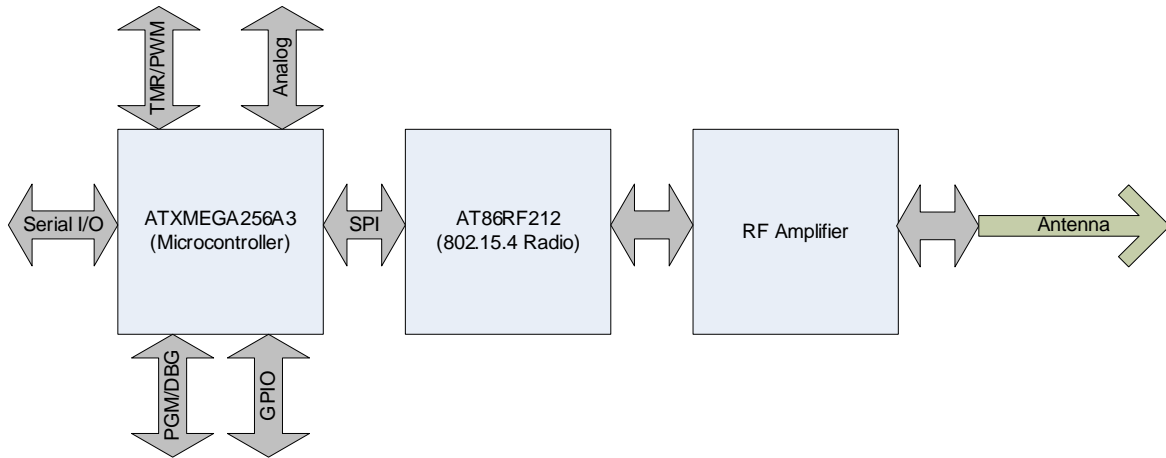 TMR/PWM
Analog
Serial I/O
ATXMEGA256A3
(Microcontroller)
SPI
AT86RF212
(802.15.4 Radio)
RF Amplifier
Antenna
PGM/DBG
GPIO